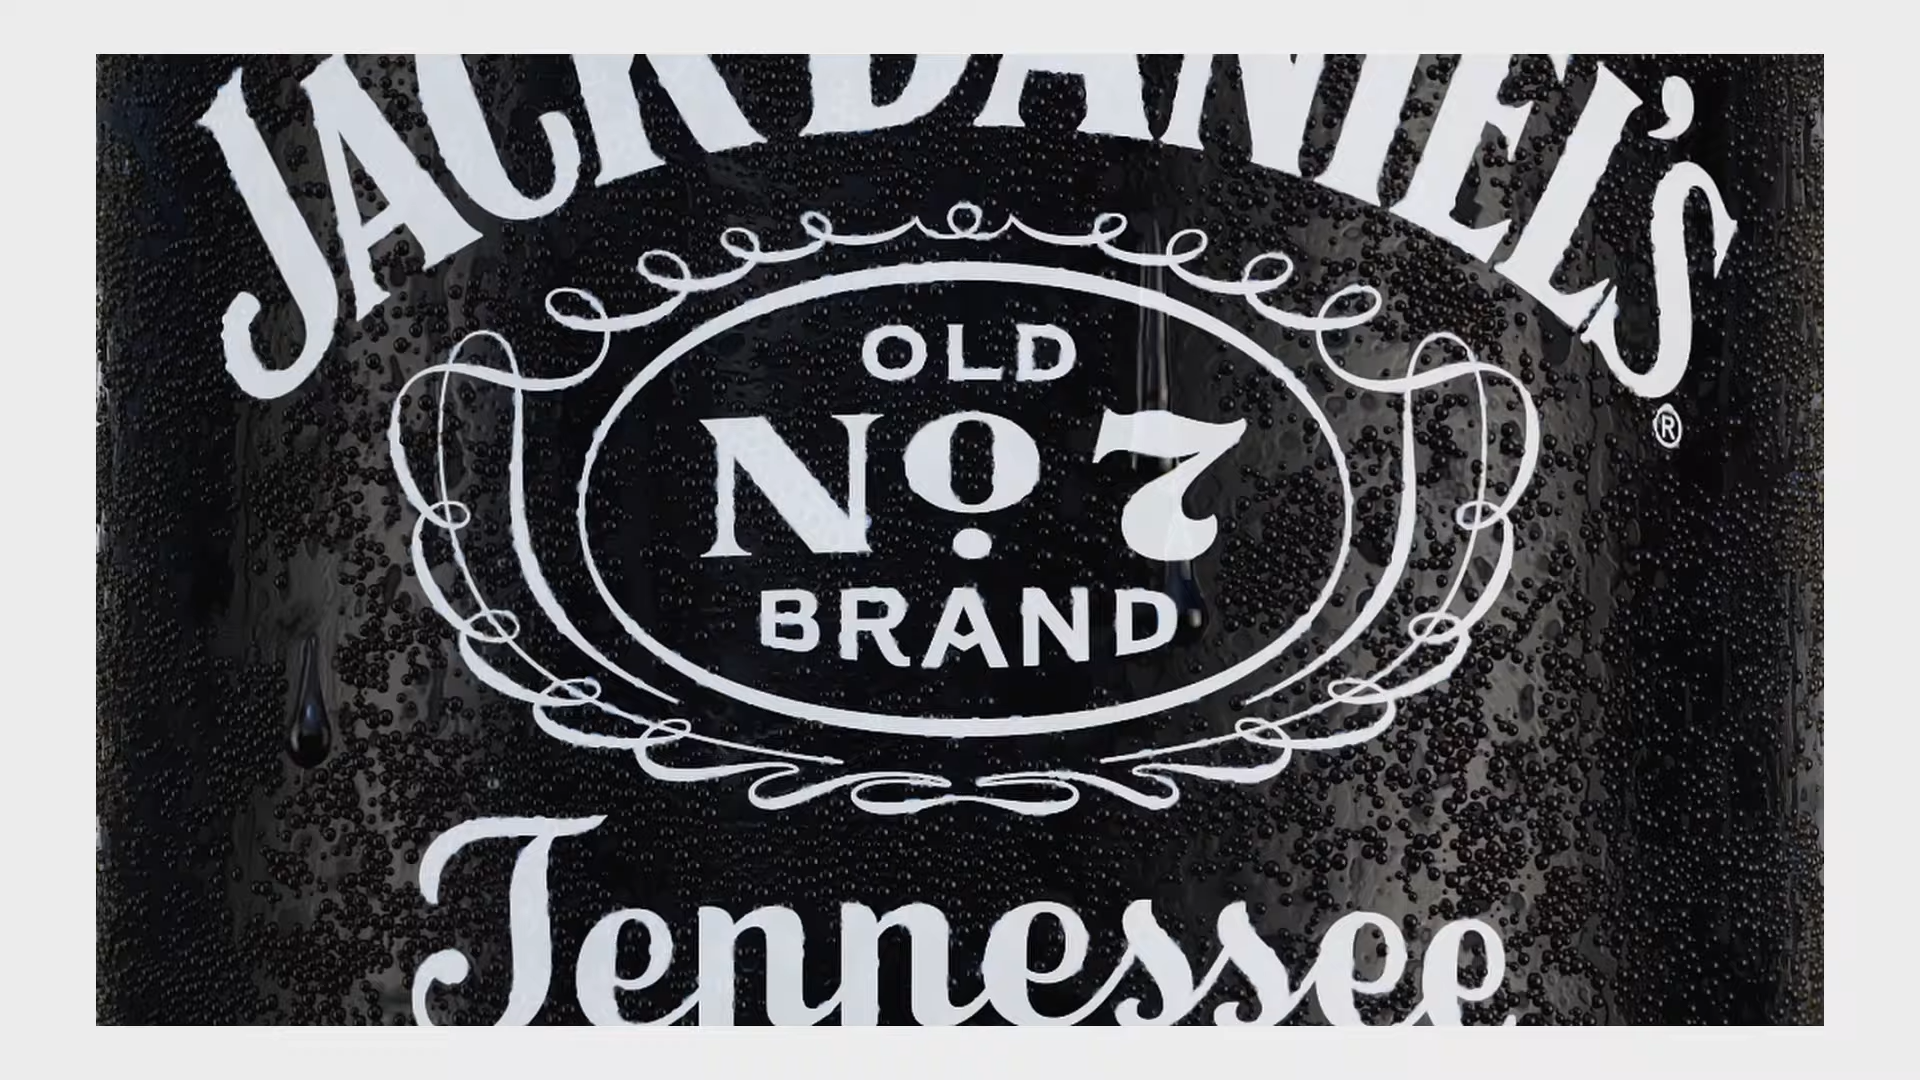 JACK DANIEL'S
®
OLD
No 7
BRAND
Tennessee